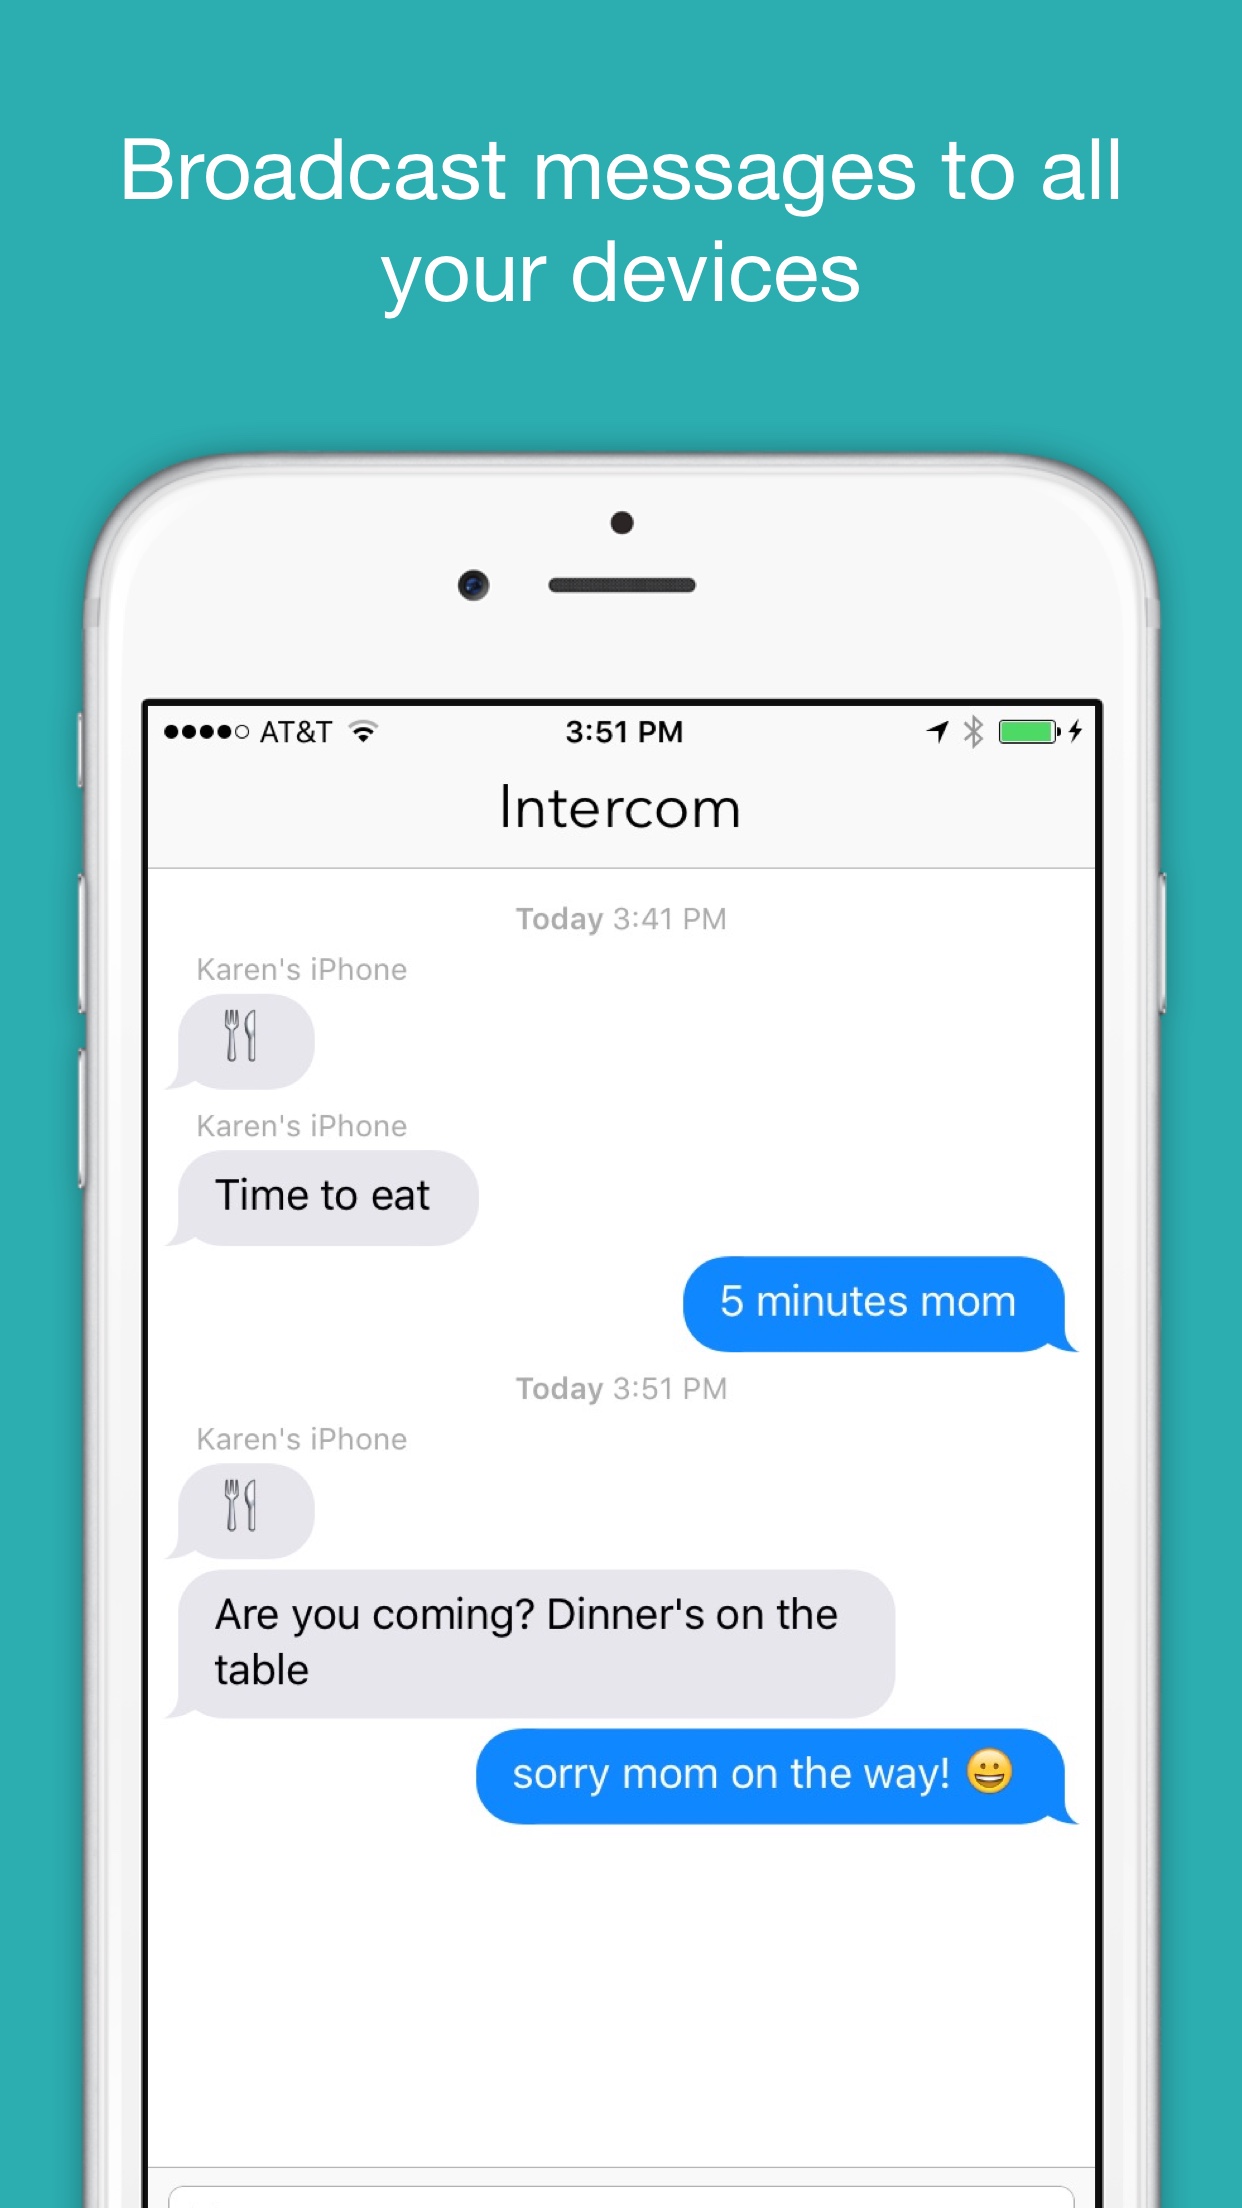 Broadcast messages to all
your devices
AT&T 3:51 PM
Intercom
Today 3:41 PM
Karen's iPhone
🍴
Karen's iPhone
Time to eat
5 minutes mom
Today 3:51 PM
Karen's iPhone
🍴
Are you coming? Dinner's on the
table
sorry mom on the way! 😀